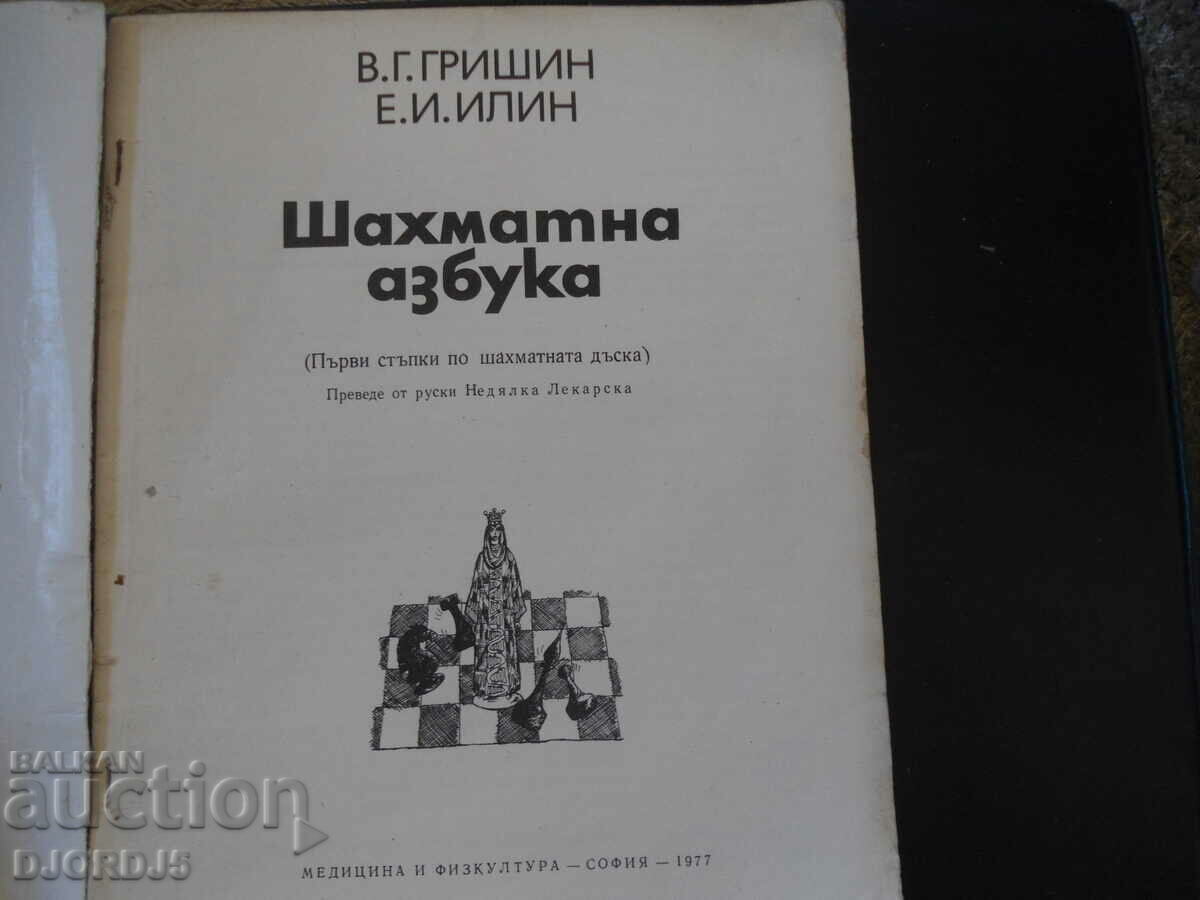 В.Г.ГРИШИН
Е.И.ИЛИН
Шахматна
азбука
(Първи стъпки по шахматната дъска)
Преведе от руски Недялка Лекарска
МЕДИЦИНА И ФИЗКУЛТУРА — СОФИЯ — 1977
BALKAN
auction
DJORDJ5